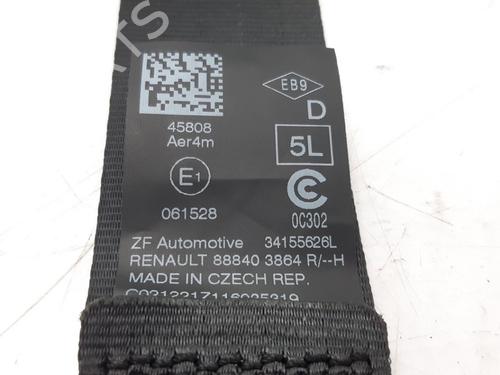 EB9
D
45808
Aer4m
5L
E1
061528
0C302
ZF Automotive 34155626L
RENAULT 88840 3864 R/--H
MADE IN CZECH REP.